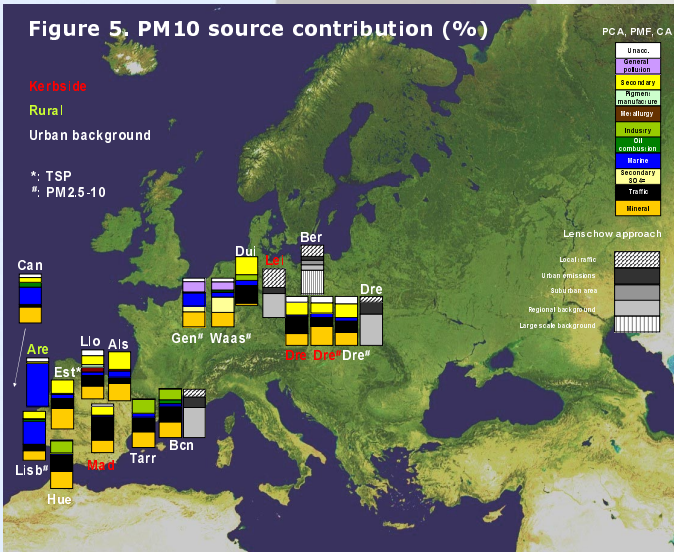 Figure 5. PM10 source contribution (%)
PCA, PMF, CA
Unacc.
General
pollution
Secondary
Pigment
manufacture
Metallurgy
Industry
Oil
combustion
Marine
Secondary
SO4=
Traffic
Mineral
Kerbside
Rural
Urban background
*: TSP
#: PM2.5-10
Lenschow approach
Local traffic
Urban emissions
Suburban area
Regional background
Large scale background
Ber
Dui
Lei
Can
Dre
Gen# Waas#
Dre Dre# Dre#
Are
Llo Als
Est*
Lisb#
Mad
Tarr
Bcn
Hue